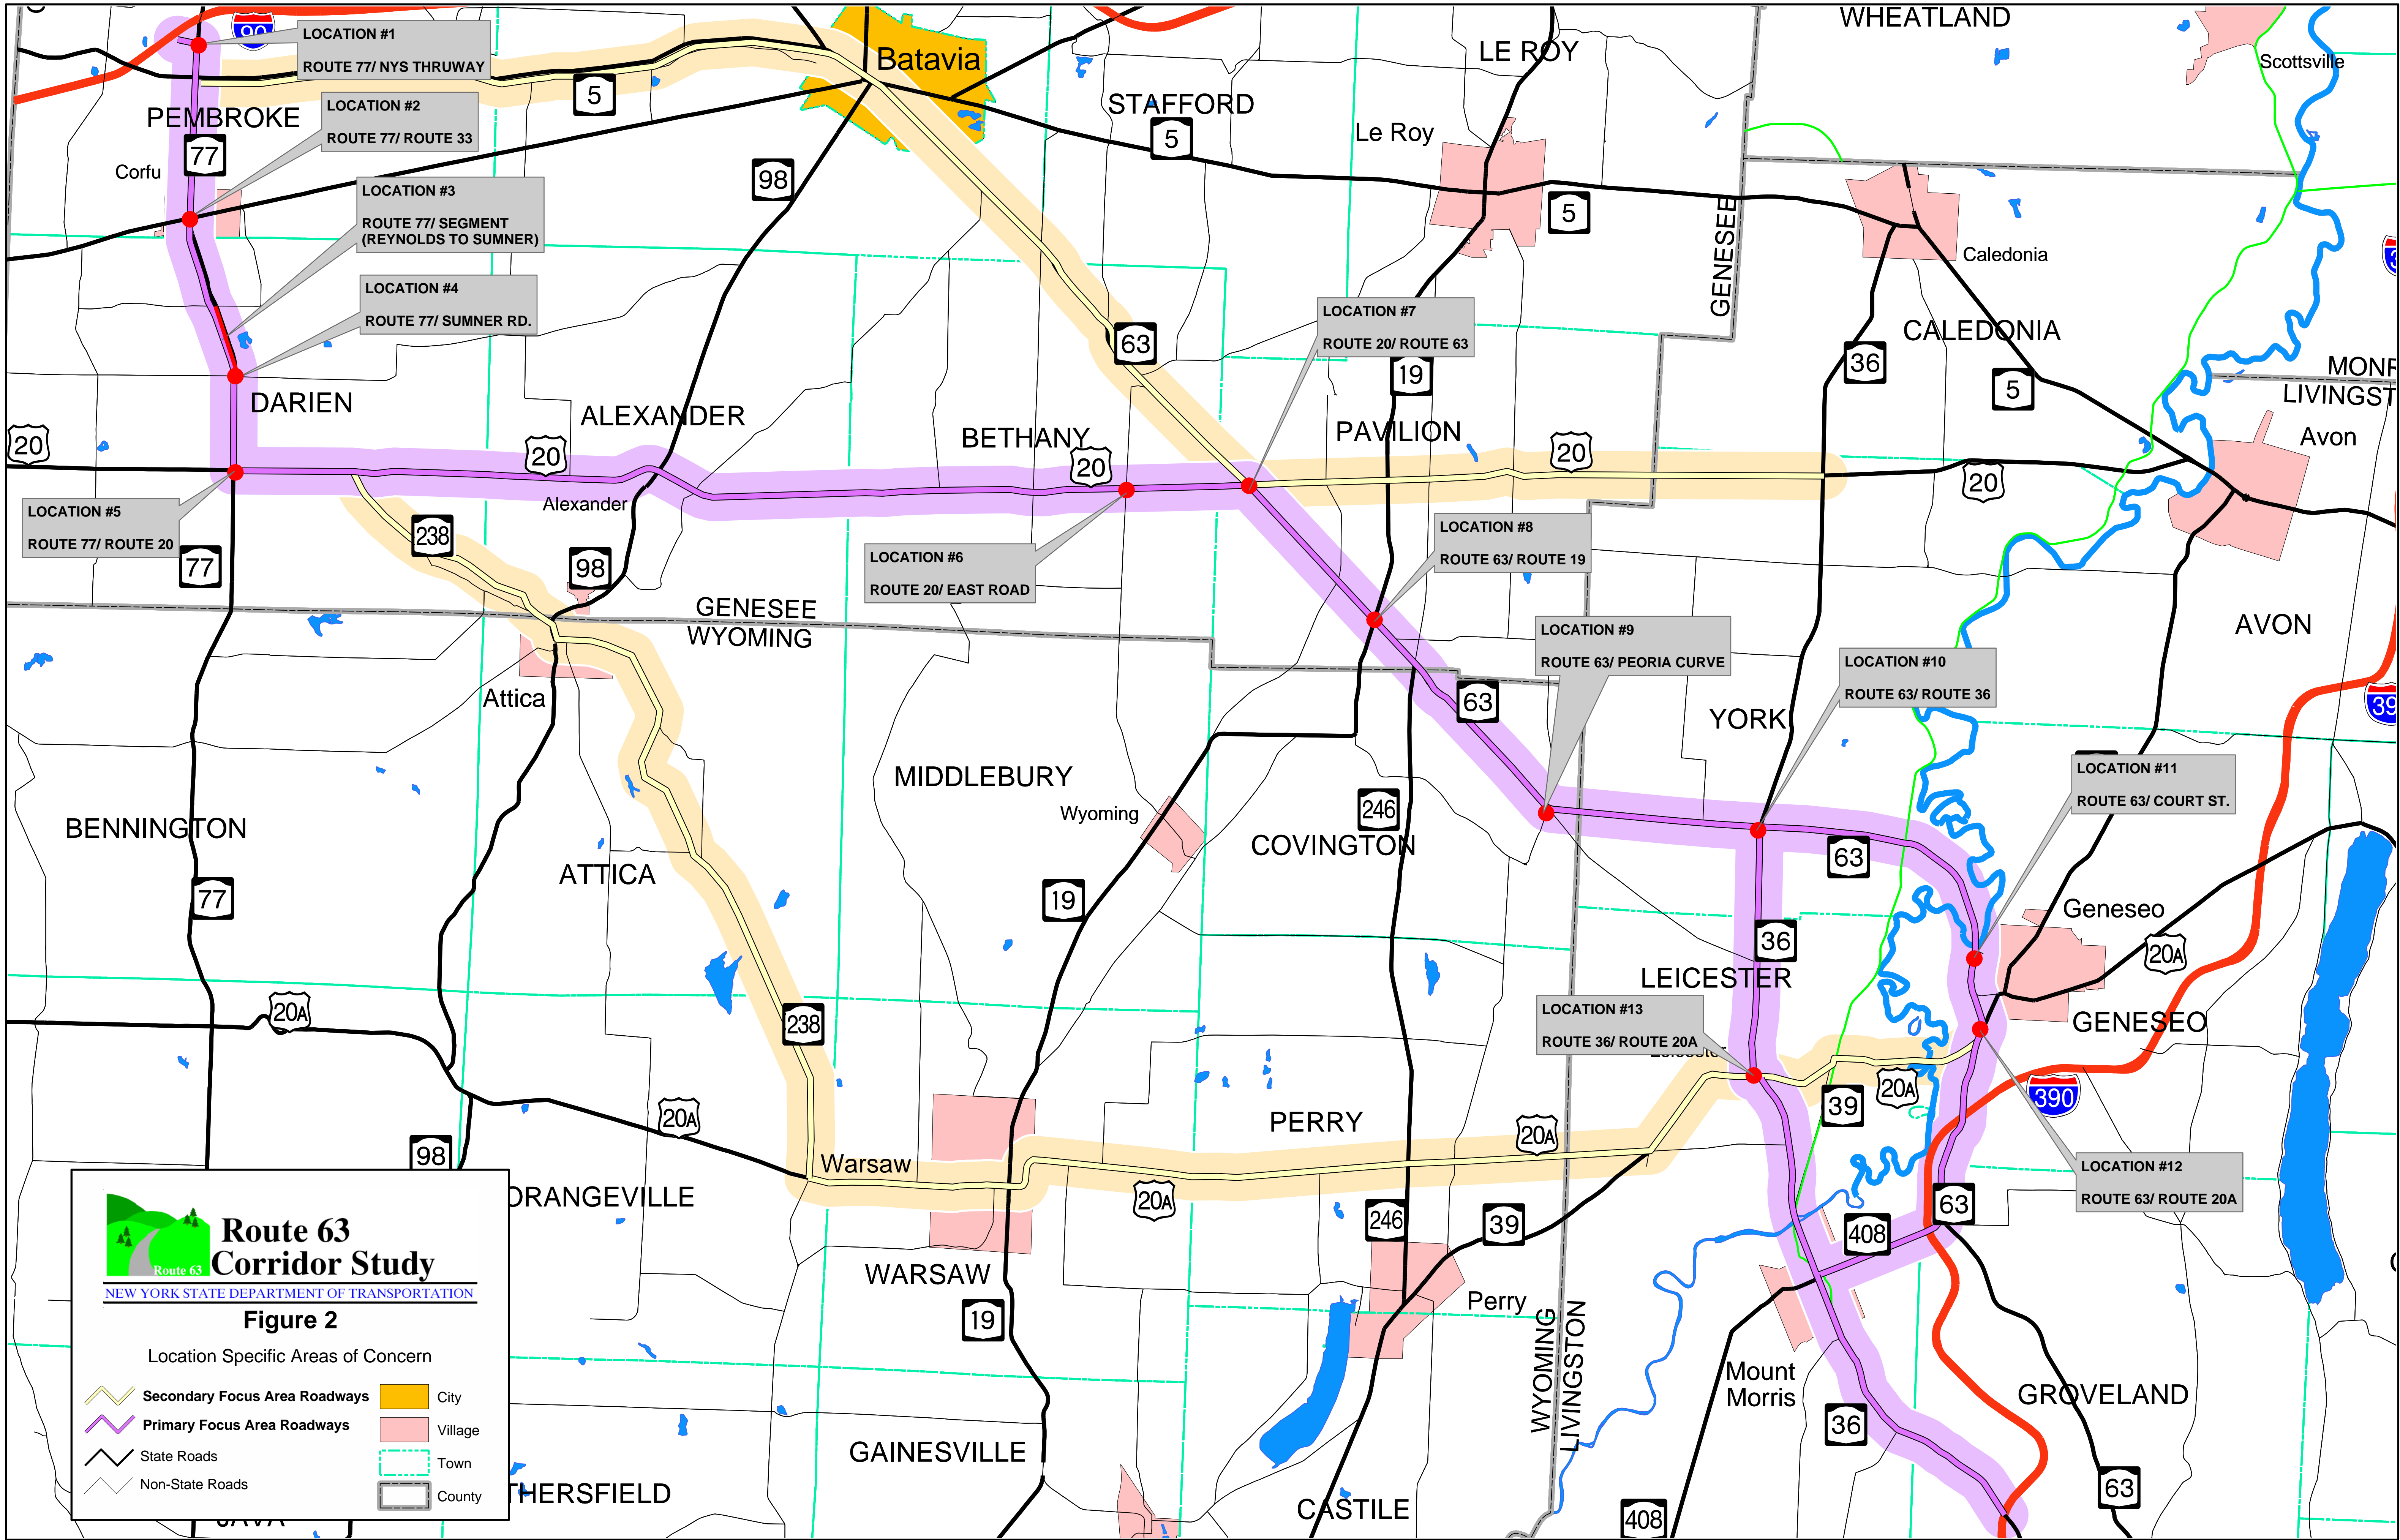 WHEATLAND
Scottsville
90
LOCATION #1
ROUTE 77/ NYS THRUWAY
Batavia
LE ROY
5
STAFFORD
5
Le Roy
LOCATION #2
ROUTE 77/ ROUTE 33
PEMBROKE
77
Corfu
98
LOCATION #3
ROUTE 77/ SEGMENT
(REYNOLDS TO SUMNER)
5
GENESEE
Caledonia
LOCATION #4
ROUTE 77/ SUMNER RD.
LOCATION #7
ROUTE 20/ ROUTE 63
63
19
36
CALEDONIA
5
MONR
LIVINGST
DARIEN
ALEXANDER
BETHANY
PAVILION
Avon
20
20
20
20
20
Alexander
LOCATION #5
ROUTE 77/ ROUTE 20
77
238
98
LOCATION #6
ROUTE 20/ EAST ROAD
LOCATION #8
ROUTE 63/ ROUTE 19
GENESEE
WYOMING
AVON
LOCATION #9
ROUTE 63/ PEORIA CURVE
LOCATION #10
ROUTE 63/ ROUTE 36
Attica
63
YORK
39
MIDDLEBURY
Wyoming
246
COVINGTON
LOCATION #11
ROUTE 63/ COURT ST.
BENNINGTON
ATTICA
77
19
63
36
Geneseo
20A
LEICESTER
20A
238
LOCATION #13
ROUTE 36/ ROUTE 20A
GENESEO
39
20A
390
20A
98
PERRY
20A
Warsaw
20A
ORANGEVILLE
LOCATION #12
ROUTE 63/ ROUTE 20A
63
246
39
408
WARSAW
19
Perry
WYOMING
LIVINGSTON
Mount
Morris
GROVELAND
36
GAINESVILLE
THERSFIELD
CASTILE
408
63
JAVA
Route 63
Route 63
Corridor Study
NEW YORK STATE DEPARTMENT OF TRANSPORTATION
Figure 2
Location Specific Areas of Concern
Secondary Focus Area Roadways
City
Primary Focus Area Roadways
Village
State Roads
Town
Non-State Roads
County